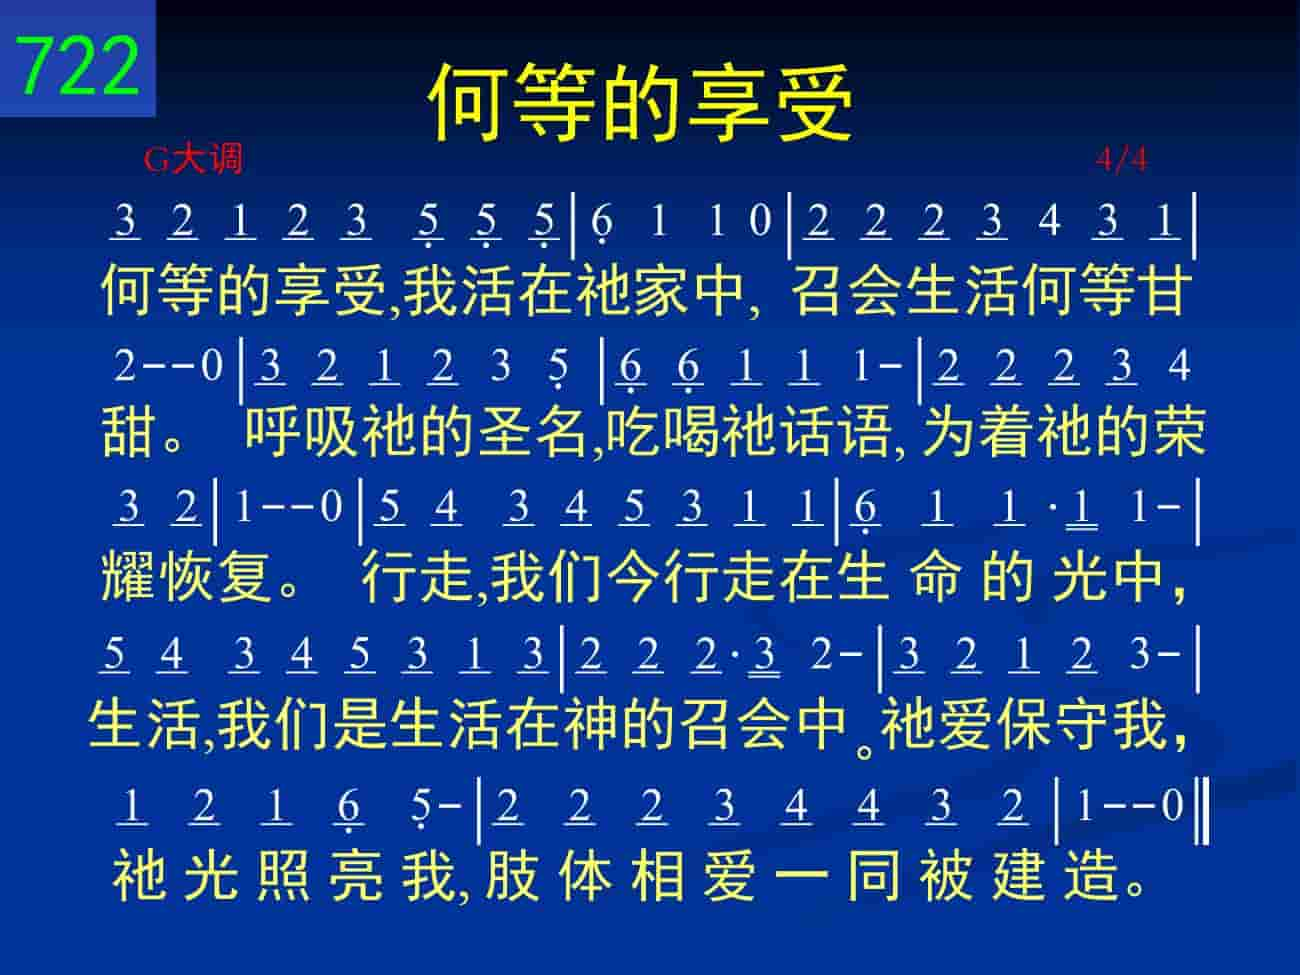 722
何等的享受
G大调 4/4
3 2 1 2 3 5 5 5|6 1 1 0|2 2 2 3 4 3 1|
何等的享受,我活在祂家中, 召会生活何等甘
2--0|3 2 1 2 3 5|6 6 1 1 1-|2 2 2 3 4
甜。 呼吸祂的圣名,吃喝祂话语, 为着祂的荣
3 2|1--0|5 4 3 4 5 3 1 1|6 1 1·1 1-|
耀恢复。 行走,我们今行走在生 命 的 光中,
5 4 3 4 5 3 1 3|2 2 2·3 2-|3 2 1 2 3-|
生活,我们是生活在神的召会中。祂爱保守我,
1 2 1 6 5-|2 2 2 3 4 4 3 2|1--0‖
祂 光 照 亮 我, 肢 体 相 爱 一 同 被 建 造。